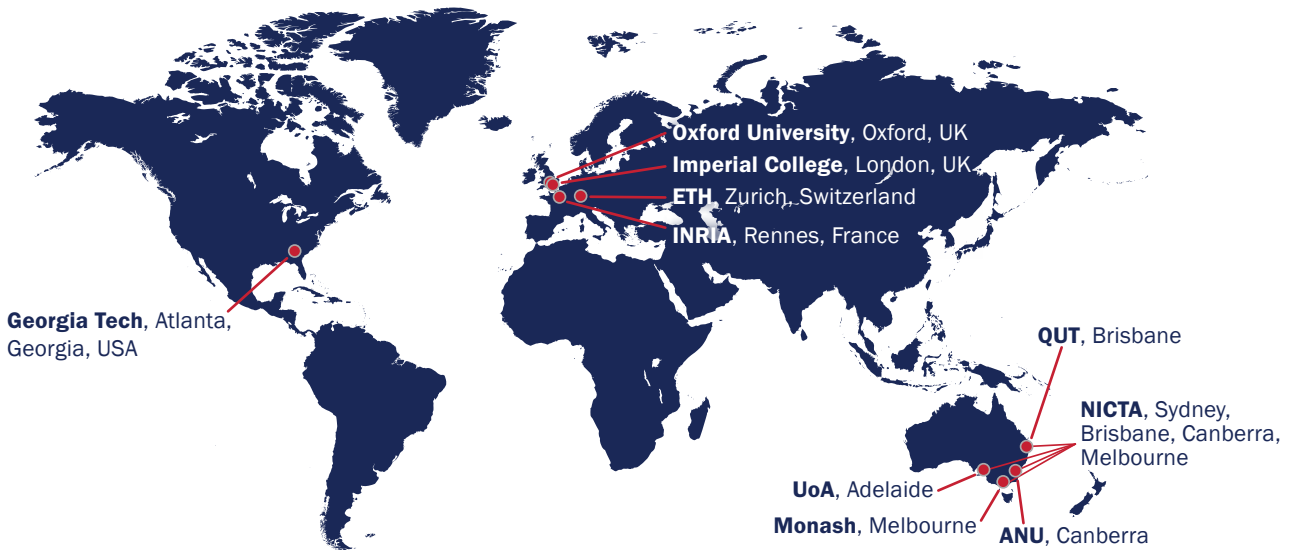 Oxford University, Oxford, UK
Imperial College, London, UK
ETH, Zurich, Switzerland
INRIA, Rennes, France
Georgia Tech, Atlanta,
Georgia, USA
QUT, Brisbane
NICTA, Sydney,
Brisbane, Canberra,
Melbourne
UoA, Adelaide
Monash, Melbourne
ANU, Canberra